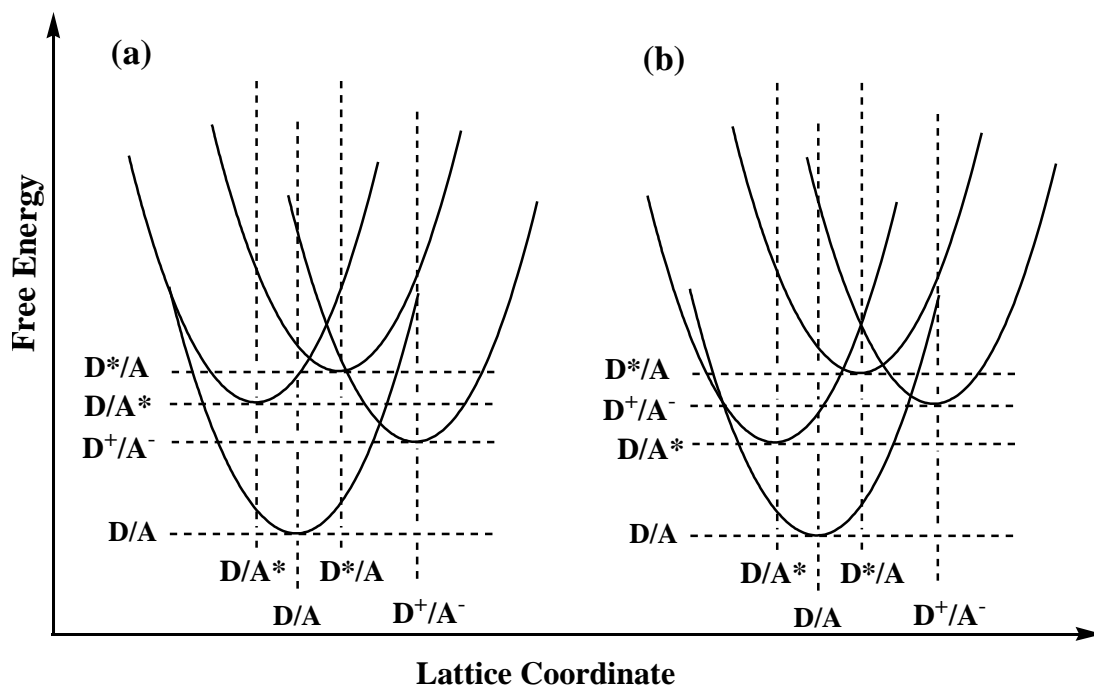 (a)
(b)
Free Energy
D*/A
D/A*
D⁺/A⁻
D/A
D/A*
D*/A
D/A
D⁺/A⁻
D*/A
D⁺/A⁻
D/A*
D/A
D/A*
D*/A
D/A
D⁺/A⁻
Lattice Coordinate